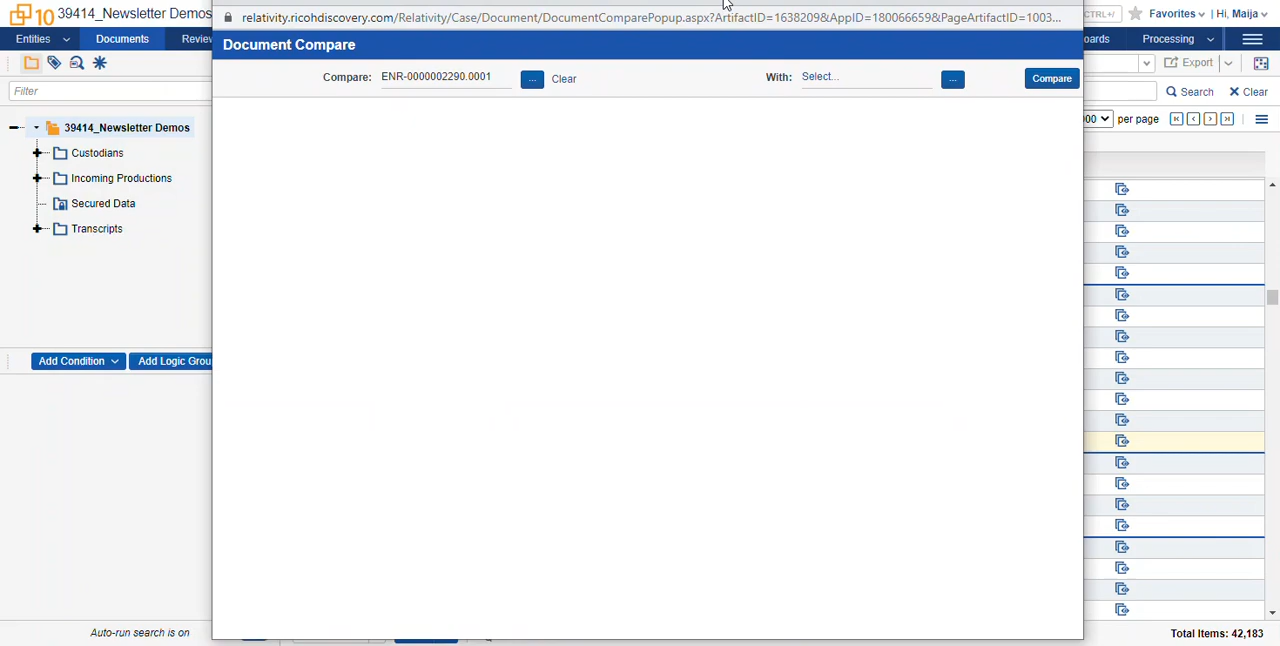 relativity.ricohdiscovery.com/Relativity/Case/Document/DocumentComparePopup.aspx?ArtifactID=1638209&AppID=180066659&PageArtifactID=1003...
CTRL+/
Favorites
Hi, Maija
10 39414_Newsletter Demos
Entities
Documents
Processing
Document Compare
Export
Compare: ENR-0000002290.0001 ... Clear
With: Select... ...
Compare
Filter
Search
Clear
per page
39414_Newsletter Demos
Custodians
Incoming Productions
Secured Data
Transcripts
Add Condition
Add Logic Grou
Auto-run search is on
Total Items: 42,183